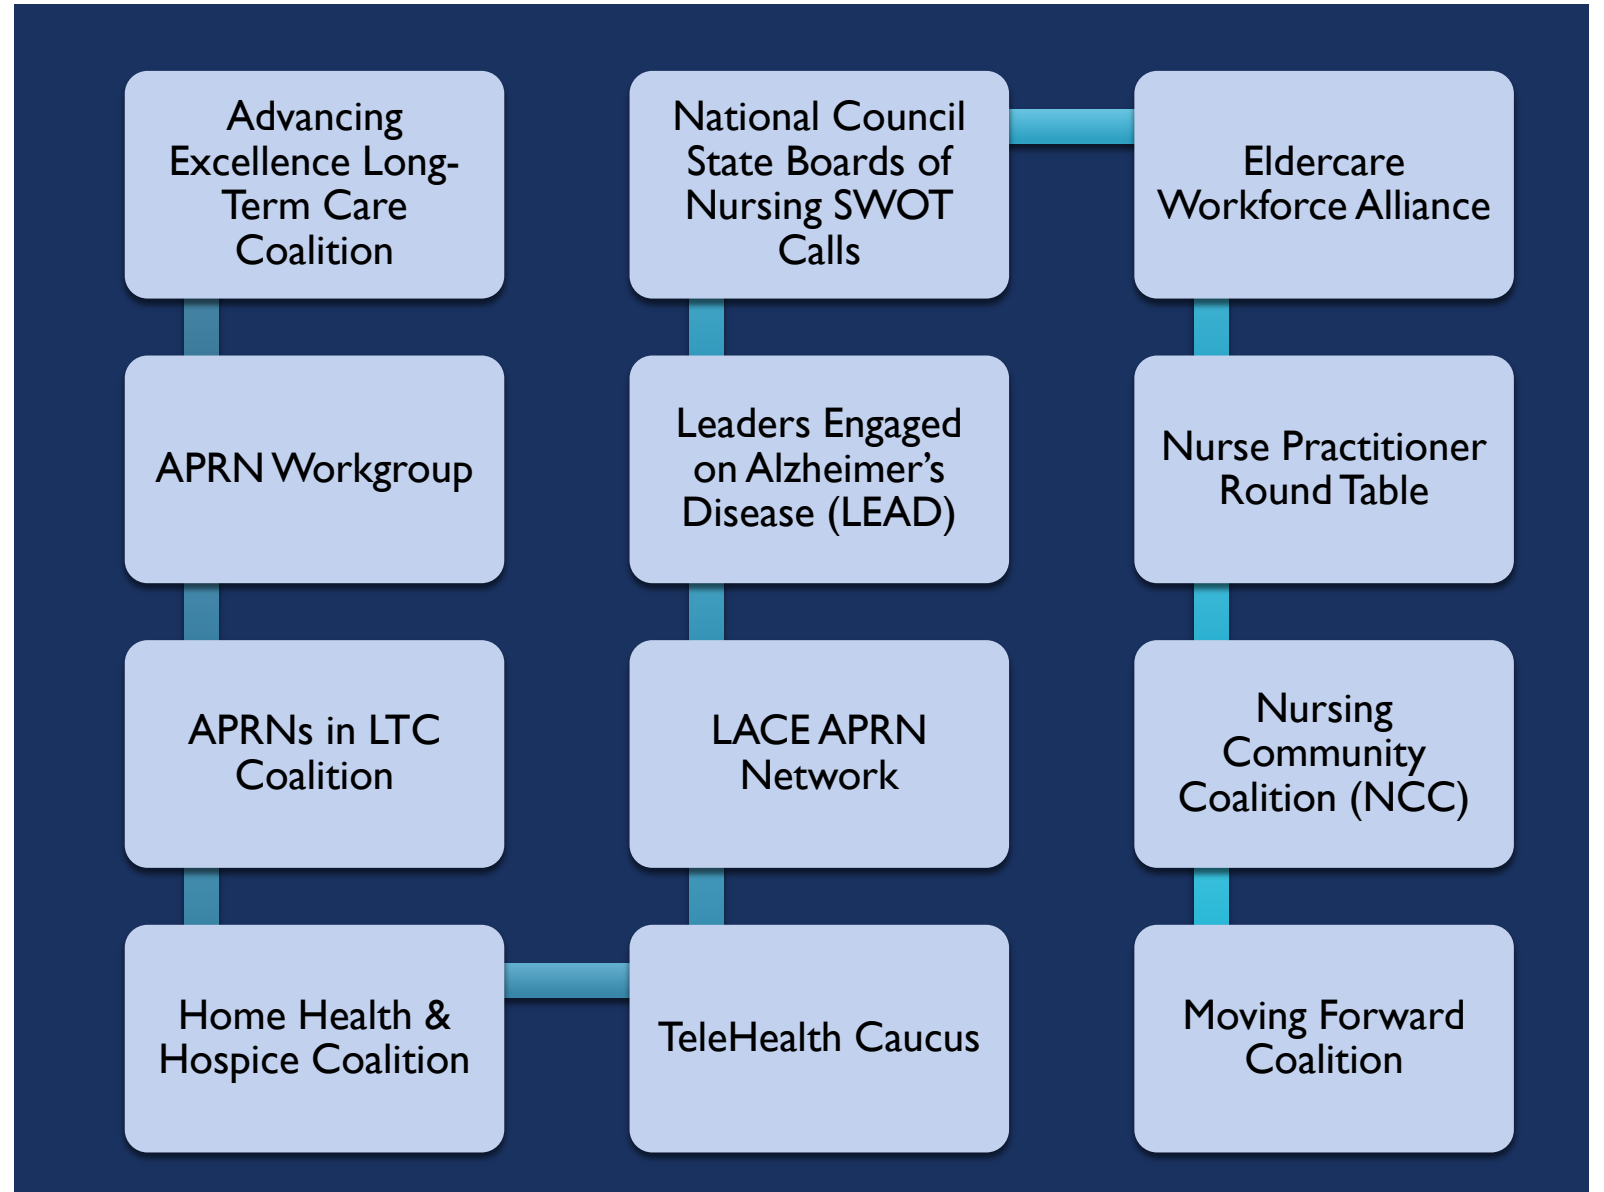 Advancing
Excellence Long-
Term Care
Coalition
APRN Workgroup
APRNs in LTC
Coalition
Home Health &
Hospice Coalition
TeleHealth Caucus
LACE APRN
Network
Leaders Engaged
on Alzheimer’s
Disease (LEAD)
National Council
State Boards of
Nursing SWOT
Calls
Eldercare
Workforce Alliance
Nurse Practitioner
Round Table
Nursing
Community
Coalition (NCC)
Moving Forward
Coalition